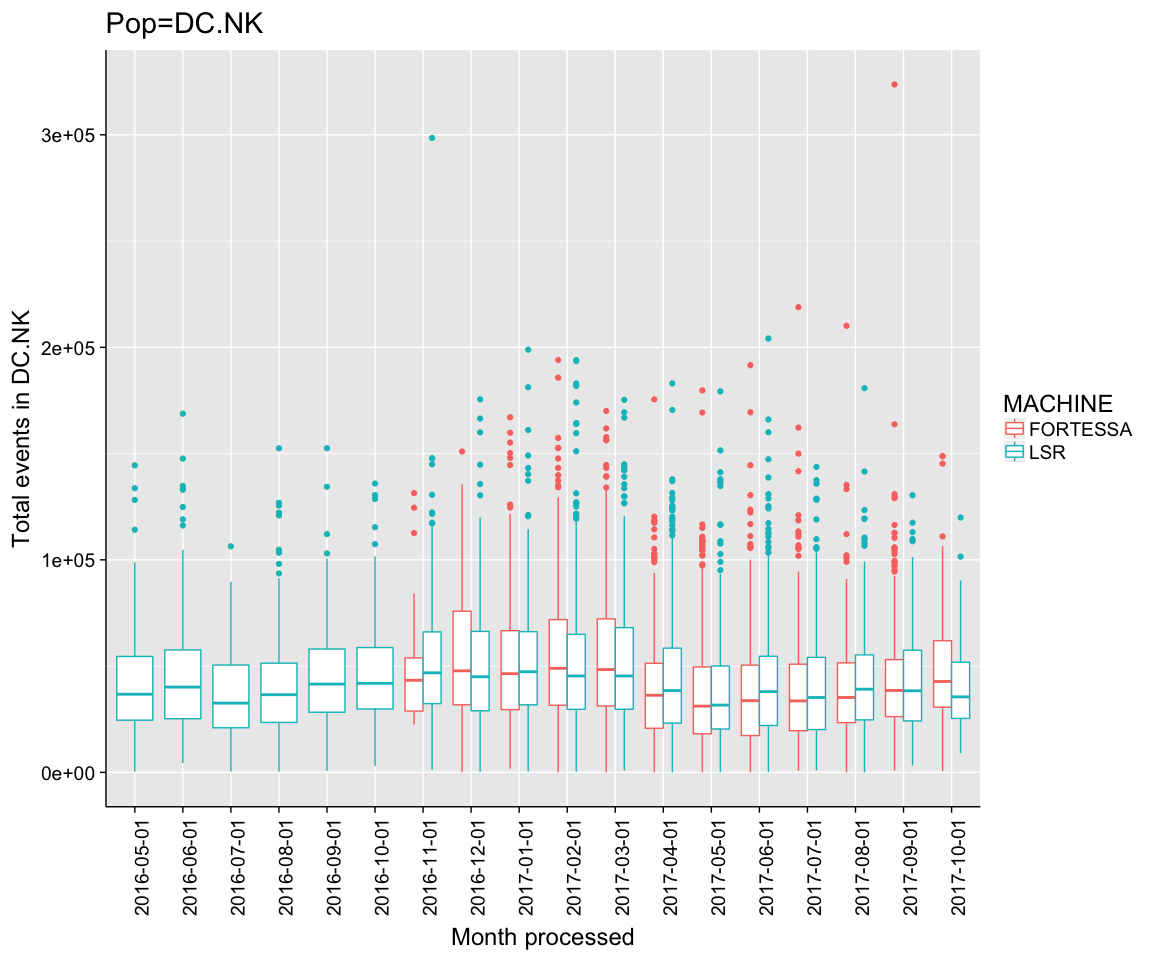 Pop=DC.NK
Total events in DC.NK
3e+05
2e+05
1e+05
0e+00
2016-05-01
2016-06-01
2016-07-01
2016-08-01
2016-09-01
2016-10-01
2016-11-01
2016-12-01
2017-01-01
2017-02-01
2017-03-01
2017-04-01
2017-05-01
2017-06-01
2017-07-01
2017-08-01
2017-09-01
2017-10-01
Month processed
MACHINE
FORTESSA
LSR